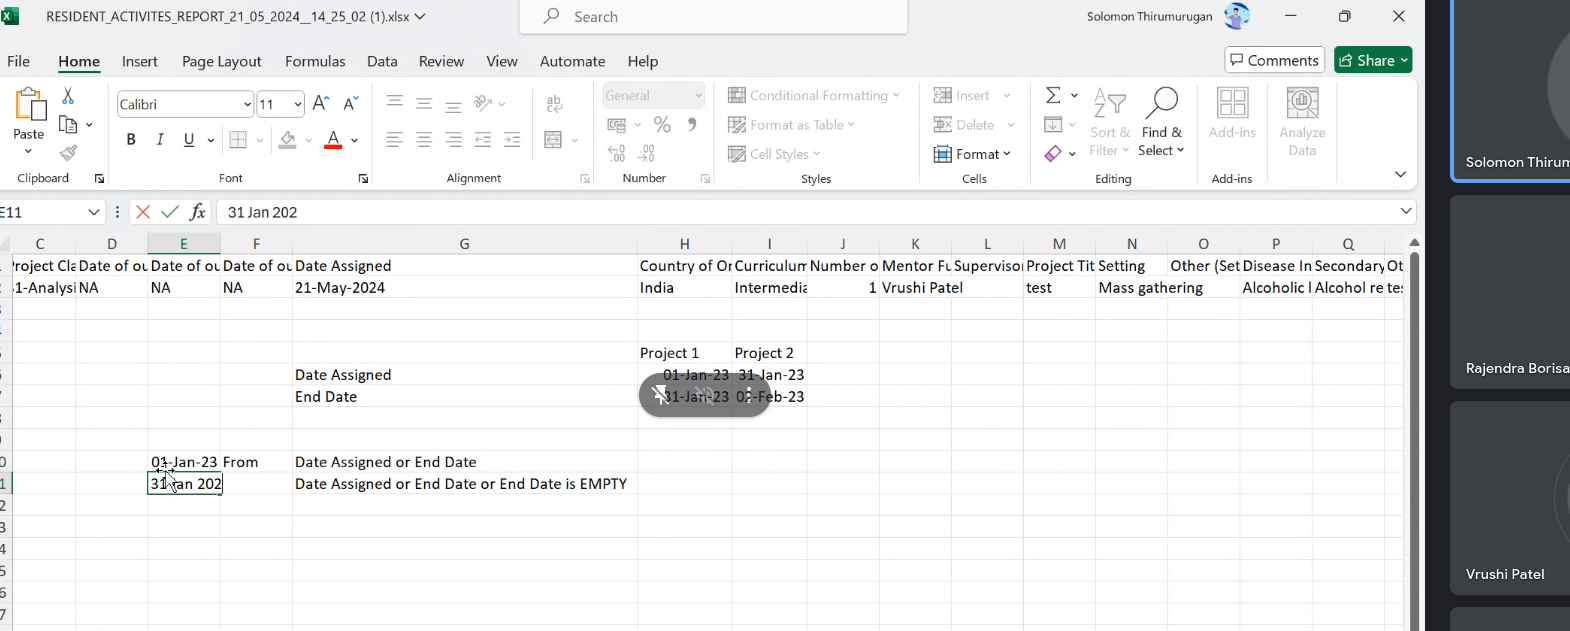 RESIDENT_ACTIVITES_REPORT_21_05_2024__14_25_02 (1).xlsx
Search
Solomon Thirumurugan
File Home Insert Page Layout Formulas Data Review View Automate Help
Comments Share
Paste
Clipboard
Calibri 11
B I U A
Font
ab
Alignment
General
% 9
Number
Conditional Formatting
Format as Table
Cell Styles
Styles
Insert
Delete
Format
Cells
Sort & Filter
Find & Select
Editing
Add-ins
Add-ins
Analyze Data
E11 fx 31 Jan 202
C D E F G H I J K L M N O P Q
Project Cla Date of ou Date of ou Date of ou Date Assigned Country of Or Curriculum Number o Mentor Fu Supervisor Project Tit Setting Other (Set Disease In Secondary Ot
1-Analysi NA NA NA 21-May-2024 India Intermedia 1 Vrushi Patel test Mass gathering Alcoholic Alcohol re tes
Project 1 Project 2
Date Assigned 01-Jan-23 31-Jan-23
End Date 31-Jan-23 -Feb-23
01-Jan-23 From Date Assigned or End Date
31 Jan 202 Date Assigned or End Date or End Date is EMPTY
Solomon Thirum
Rajendra Borisa
Vrushi Patel